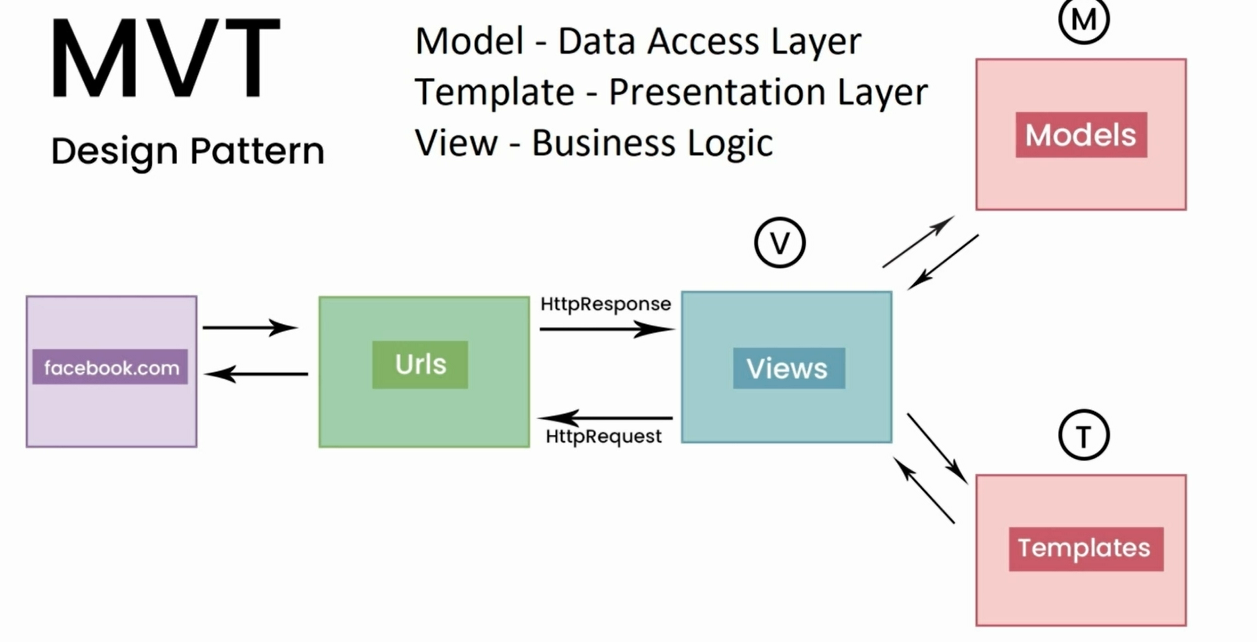 MVT
Design Pattern
Model - Data Access Layer
Template - Presentation Layer
View - Business Logic
M
Models
V
facebook.com
Urls
HttpResponse
HttpRequest
Views
T
Templates